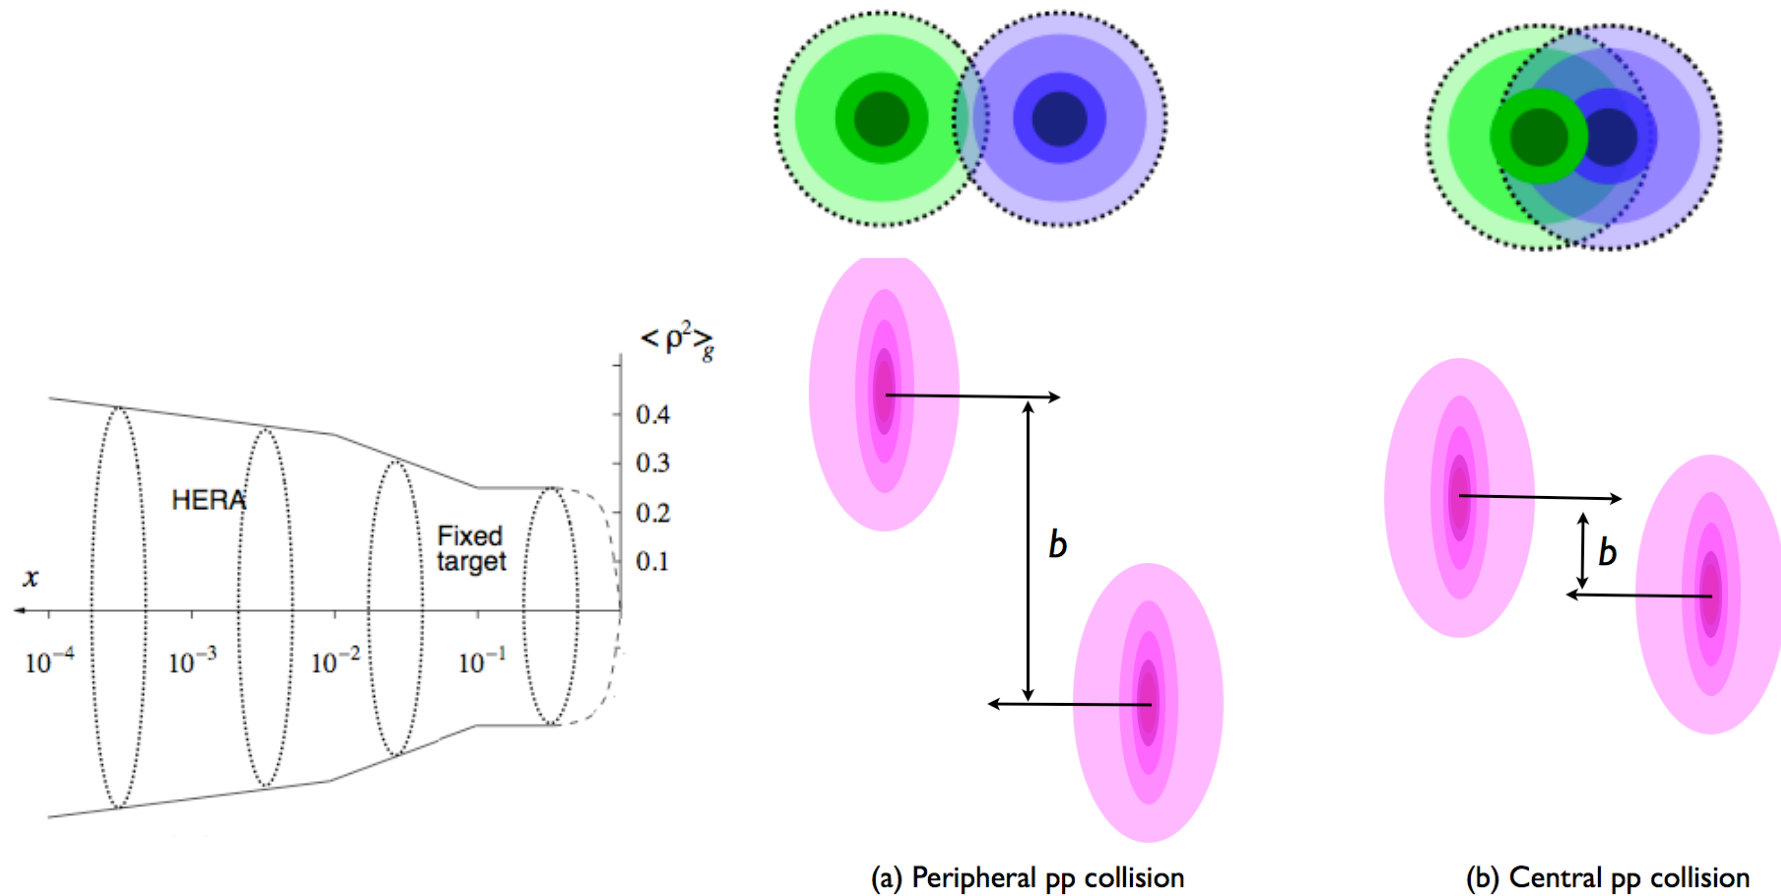 < ρ² >g
0.4
0.3
0.2
0.1
HERA
Fixed
target
x
10⁻⁴ 10⁻³ 10⁻² 10⁻¹
b
b
(a) Peripheral pp collision
(b) Central pp collision